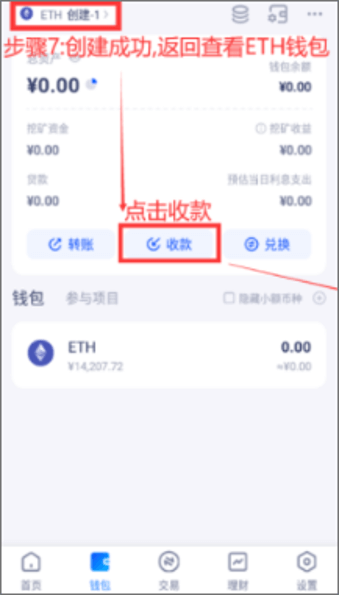 ETH 创建-1
步骤7:创建成功,返回查看ETH钱包
总资产
钱包余额
¥0.00
¥0.00
挖矿资金
挖矿收益
¥0.00
¥0.00
贷款
预估当日利息支出
¥0.00
¥0.00
点击收款
转账
收款
兑换
钱包
参与项目
隐藏小额币种
ETH
0.00
¥14,207.72
≈¥0.00
首页
钱包
交易
理财
设置